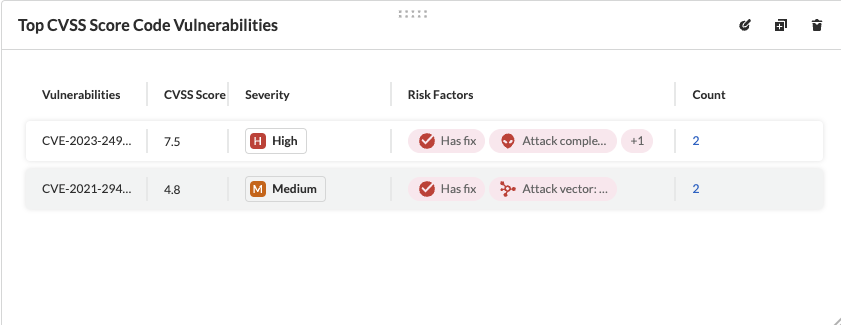 Top CVSS Score Code Vulnerabilities
Vulnerabilities CVSS Score Severity Risk Factors Count
CVE-2023-249... 7.5 H High Has fix Attack comple... +1 2
CVE-2021-294... 4.8 M Medium Has fix Attack vector: ... 2